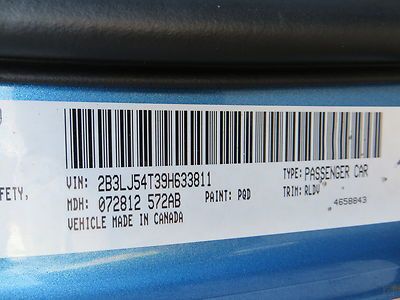 VIN: 2B3LJ54T39H633811
TYPE: PASSENGER CAR
FETY,
MDH: 072812 572AB
PAINT: PQD
TRIM: RLDV
VEHICLE MADE IN CANADA
4658843